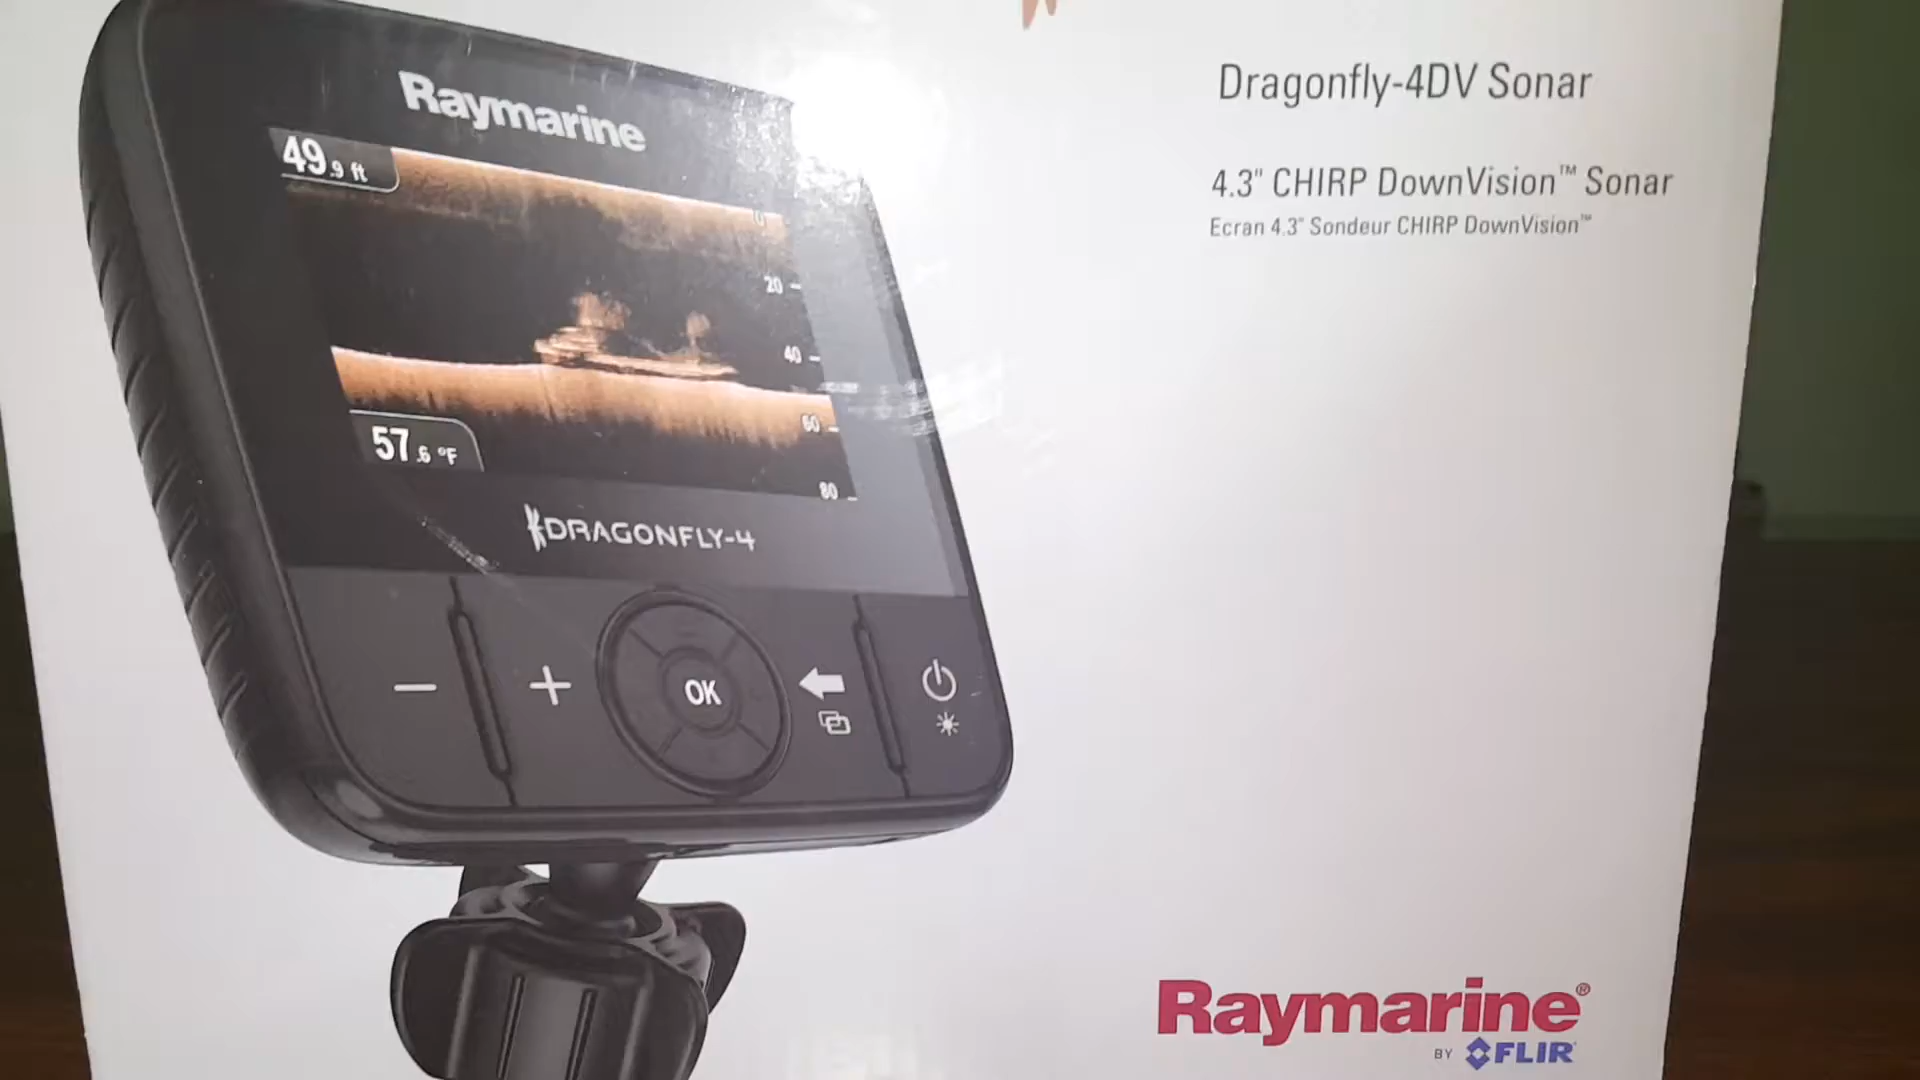 Raymarine
49.9 ft
0
20
40
60
80
57.6 °F
DRAGONFLY-4
− + OK
Dragonfly-4DV Sonar
4.3" CHIRP DownVision™ Sonar
Ecran 4.3" Sondeur CHIRP DownVision™
Raymarine®
BY FLIR